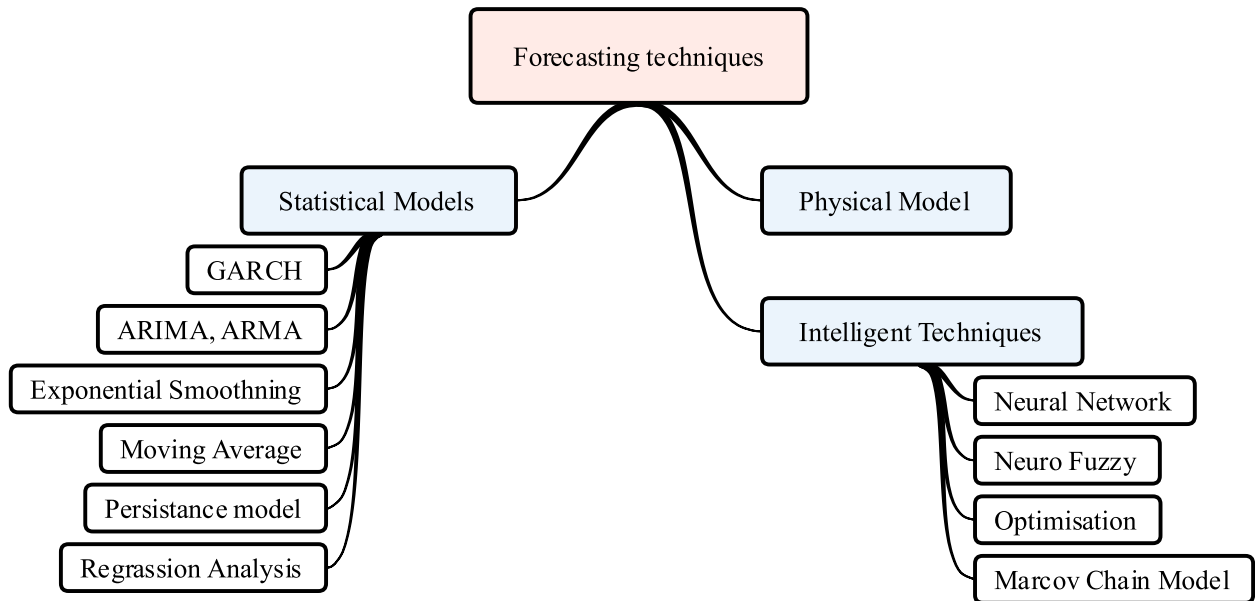 Forecasting techniques
Statistical Models
GARCH
ARIMA, ARMA
Exponential Smoothning
Moving Average
Persistance model
Regrassion Analysis
Physical Model
Intelligent Techniques
Neural Network
Neuro Fuzzy
Optimisation
Marcov Chain Model